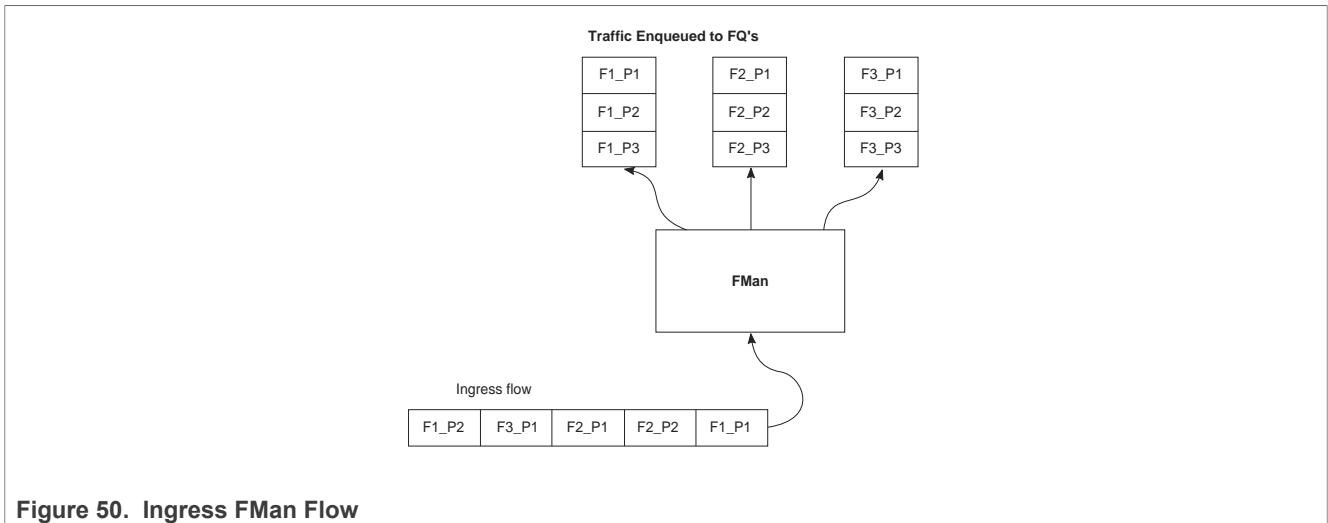 Traffic Enqueued to FQ's
F1_P1 F2_P1 F3_P1
F1_P2 F2_P2 F3_P2
F1_P3 F2_P3 F3_P3
FMan
Ingress flow
F1_P2 F3_P1 F2_P1 F2_P2 F1_P1
Figure 50. Ingress FMan Flow